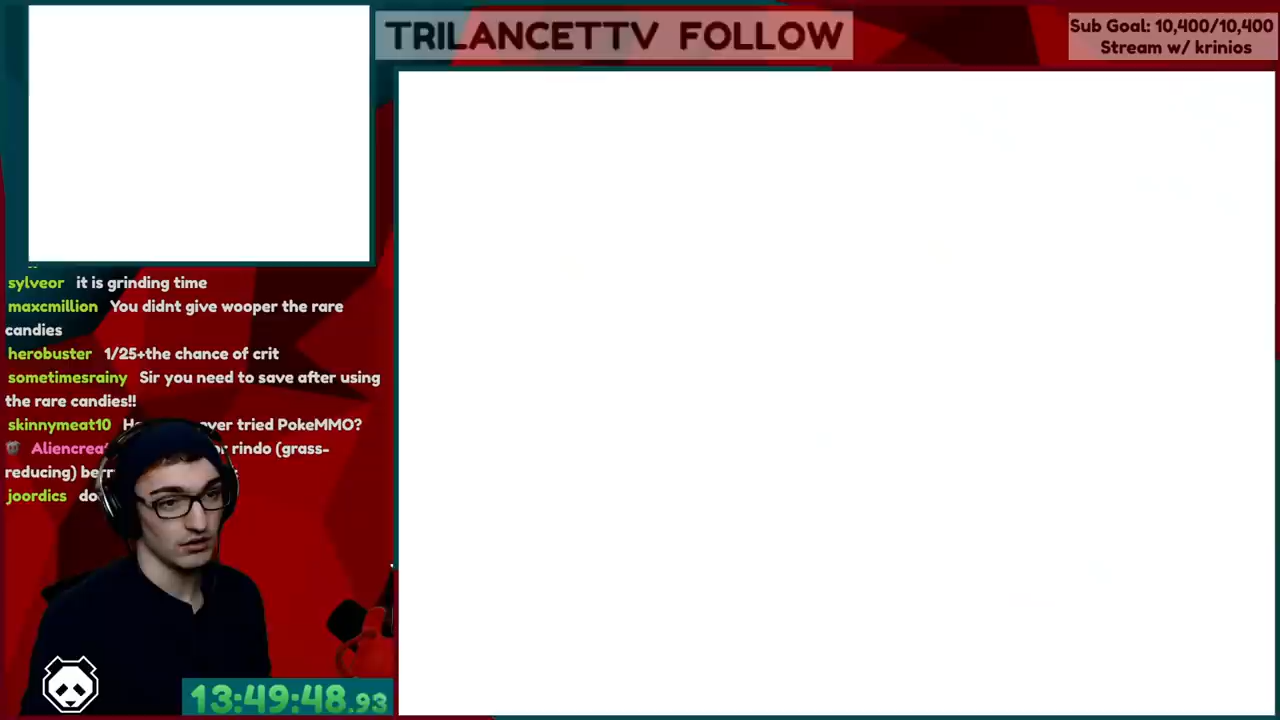 TRILANCETTV FOLLOW
Sub Goal: 10,400/10,400
Stream w/ krinios
sylveor it is grinding time
maxcmillion You didnt give wooper the rare
candies
herobuster 1/25+the chance of crit
sometimesrainy Sir you need to save after using
the rare candies!!
skinnymeat10 ever tried PokeMMO?
rindo (grass-
reducing)
joordics
13:49:48.93